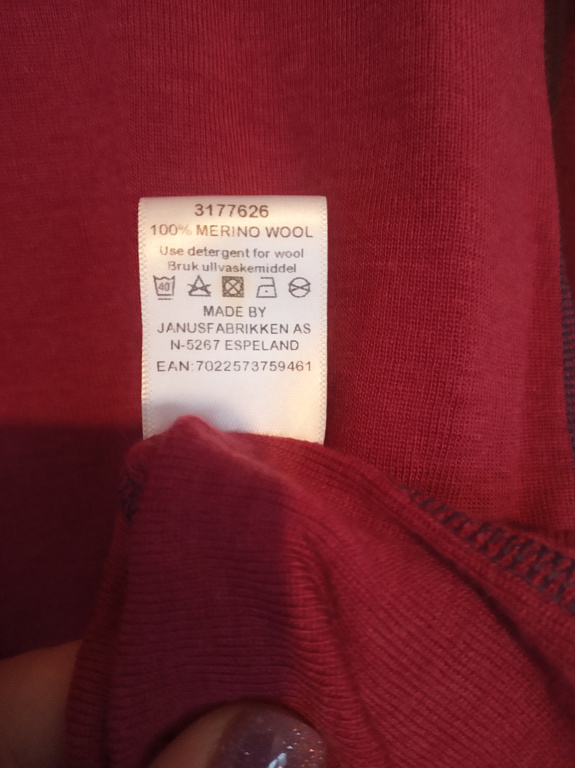 3177626
100% MERINO WOOL
Use detergent for wool
Bruk ullvaskemiddel
40
MADE BY
JANUSFABRIKKEN AS
N-5267 ESPELAND
EAN:7022573759461